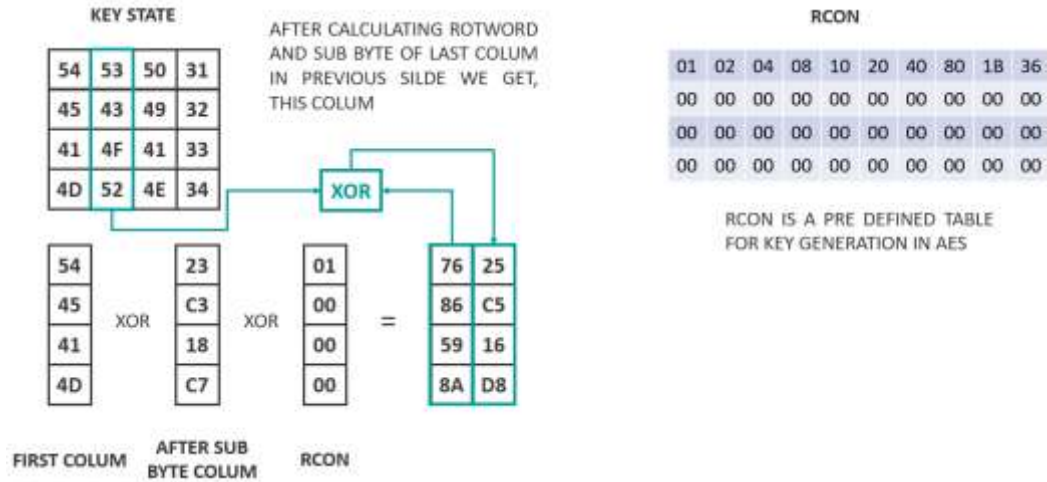 KEY STATE
54 53 50 31
45 43 49 32
41 4F 41 33
4D 52 4E 34
AFTER CALCULATING ROTWORD
AND SUB BYTE OF LAST COLUM
IN PREVIOUS SILDE WE GET,
THIS COLUM
XOR
54 23 01 76 25
45 C3 00 86 C5
XOR XOR =
41 18 00 59 16
4D C7 00 8A D8
FIRST COLUM
AFTER SUB
BYTE COLUM
RCON
RCON
01 02 04 08 10 20 40 80 1B 36
00 00 00 00 00 00 00 00 00 00
00 00 00 00 00 00 00 00 00 00
00 00 00 00 00 00 00 00 00 00
RCON IS A PRE DEFINED TABLE
FOR KEY GENERATION IN AES